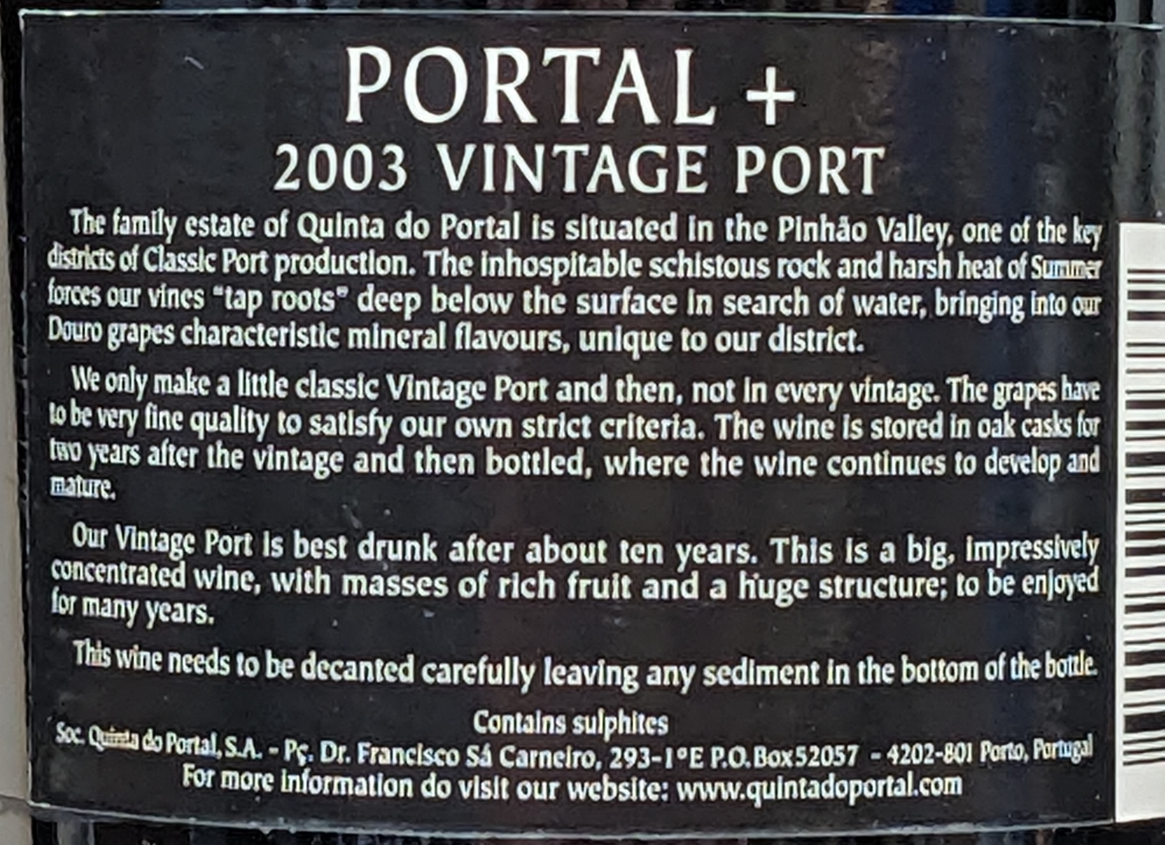 PORTAL +
2003 VINTAGE PORT
The family estate of Quinta do Portal is situated in the Pinhão Valley, one of the key
districts of Classic Port production. The inhospitable schistous rock and harsh heat of Summer
forces our vines "tap roots" deep below the surface in search of water, bringing into our
Douro grapes characteristic mineral flavours, unique to our district.
We only make a little classic Vintage Port and then, not in every vintage. The grapes have
to be very fine quality to satisfy our own strict criteria. The wine is stored in oak casks for
two years after the vintage and then bottled, where the wine continues to develop and
mature.
Our Vintage Port is best drunk after about ten years. This is a big, impressively
concentrated wine, with masses of rich fruit and a huge structure; to be enjoyed
for many years.
This wine needs to be decanted carefully leaving any sediment in the bottom of the bottle.
Contains sulphites
Soc. Quinta do Portal, S.A. - Pç. Dr. Francisco Sá Carneiro, 293-1ºE P.O.Box 52057 - 4202-801 Porto, Portugal
For more information do visit our website: www.quintadoportal.com